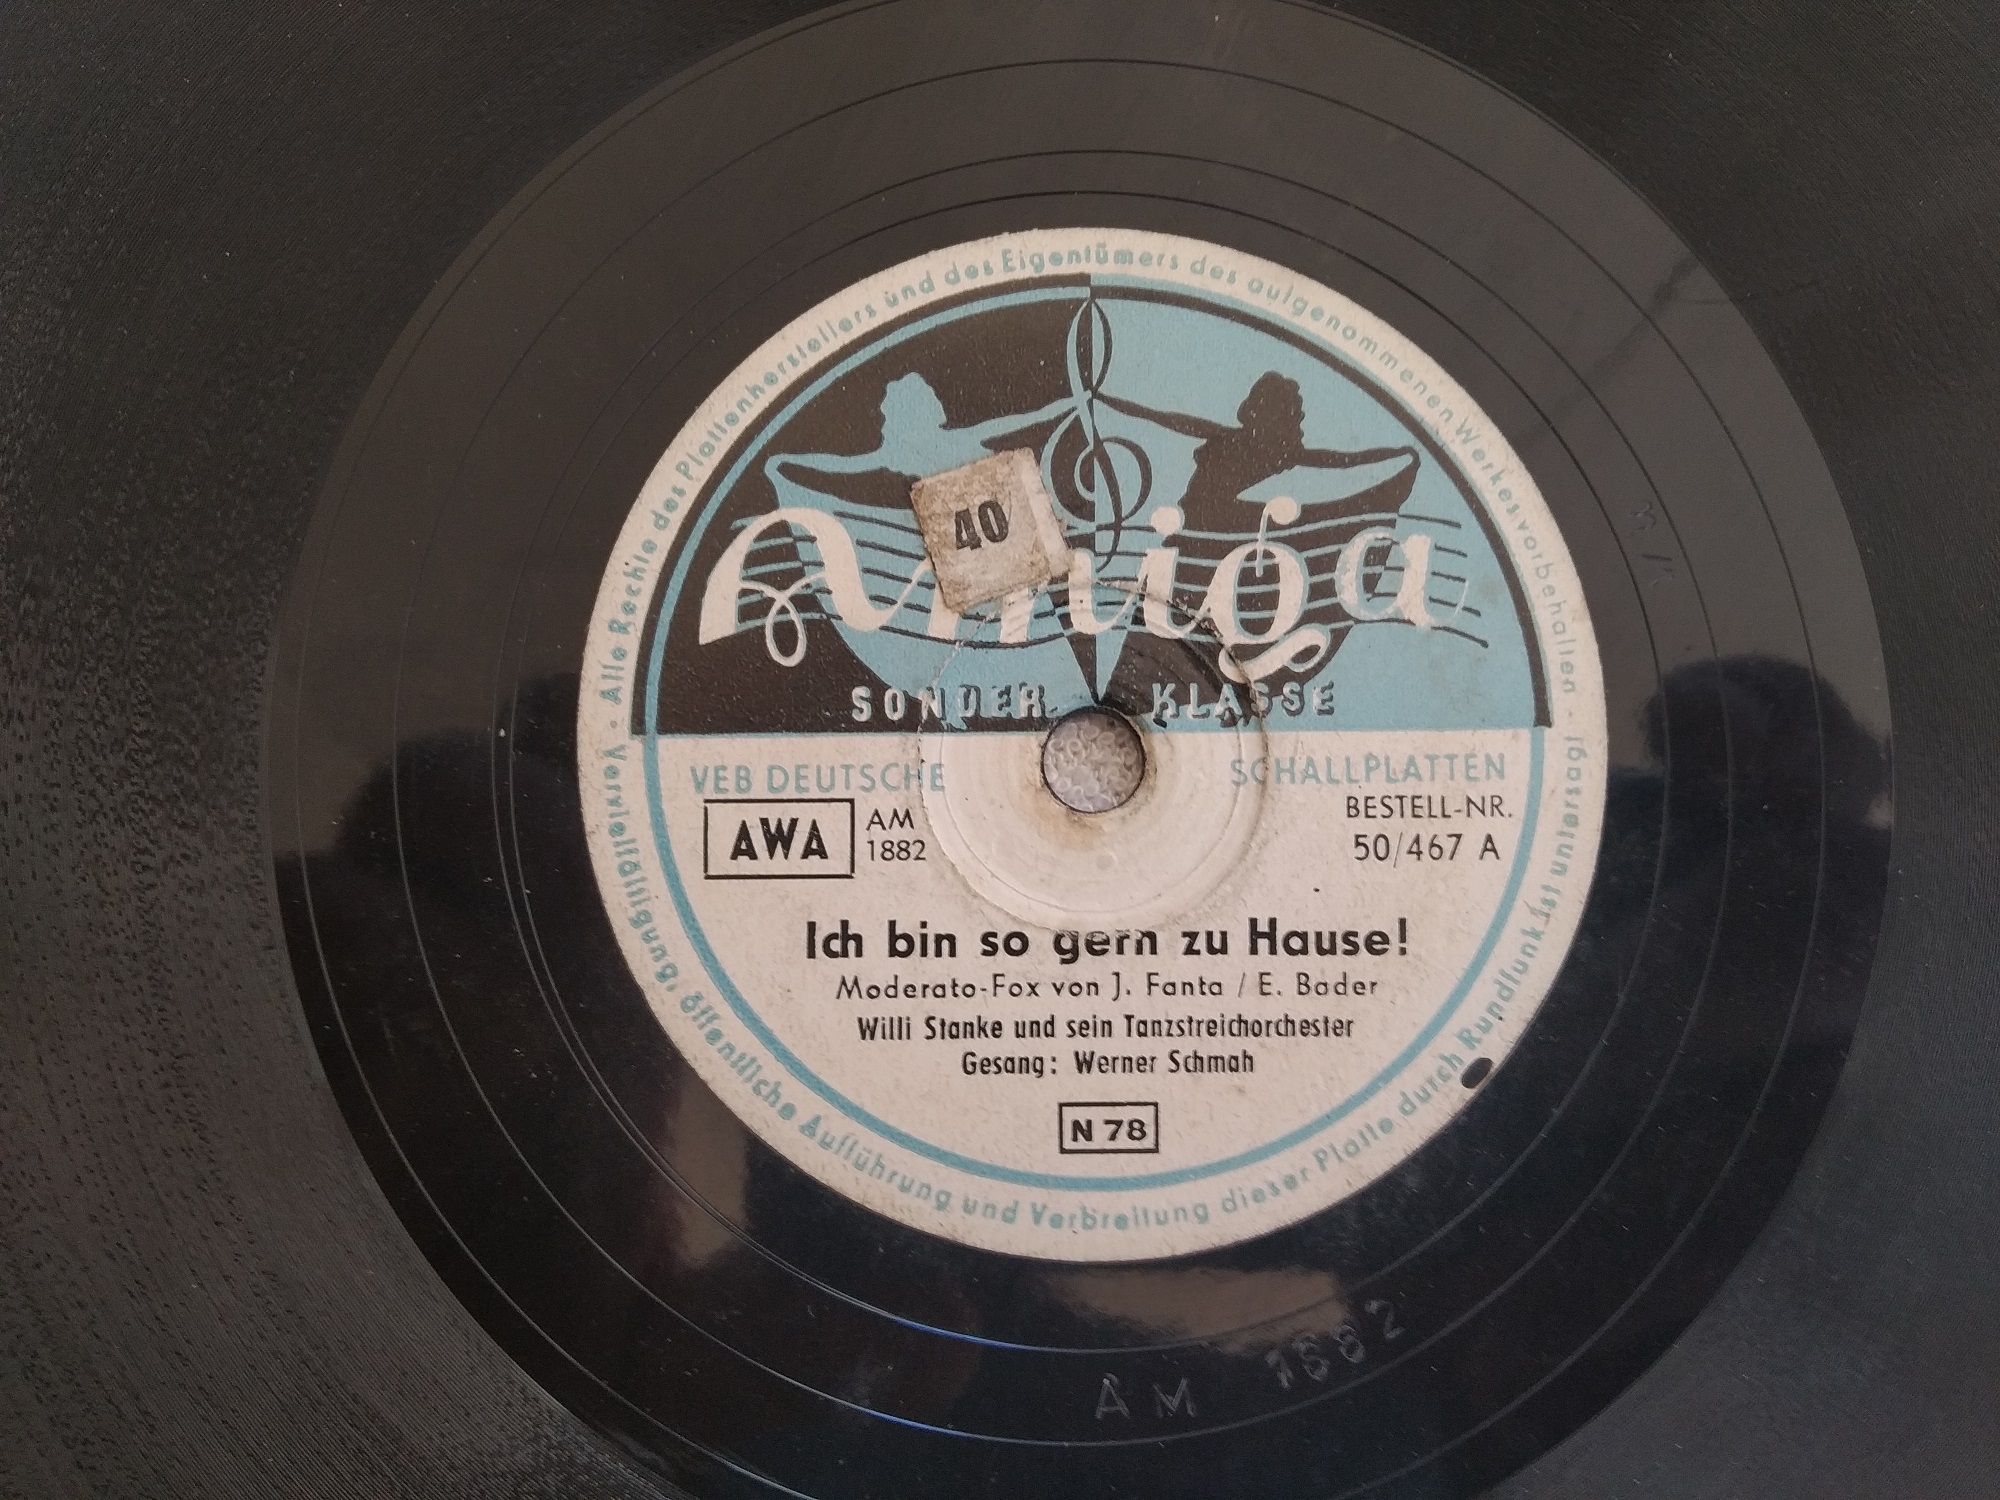 Alle Rechte des Plattenherstellers und des Eigentümers des aufgenommenen Werkes vorbehalten - Vervielfältigung, öffentliche Aufführung und Verbreitung dieser Platte durch Rundfunk ist untersagt -
40
Amiga
SONDER KLASSE
VEB DEUTSCHE SCHALLPLATTEN
AWA AM 1882
BESTELL-NR.
50/467 A
Ich bin so gern zu Hause!
Moderato-Fox von J. Fanta / E. Bader
Willi Stanke und sein Tanzstreichorchester
Gesang: Werner Schmah
N 78
AM 1882